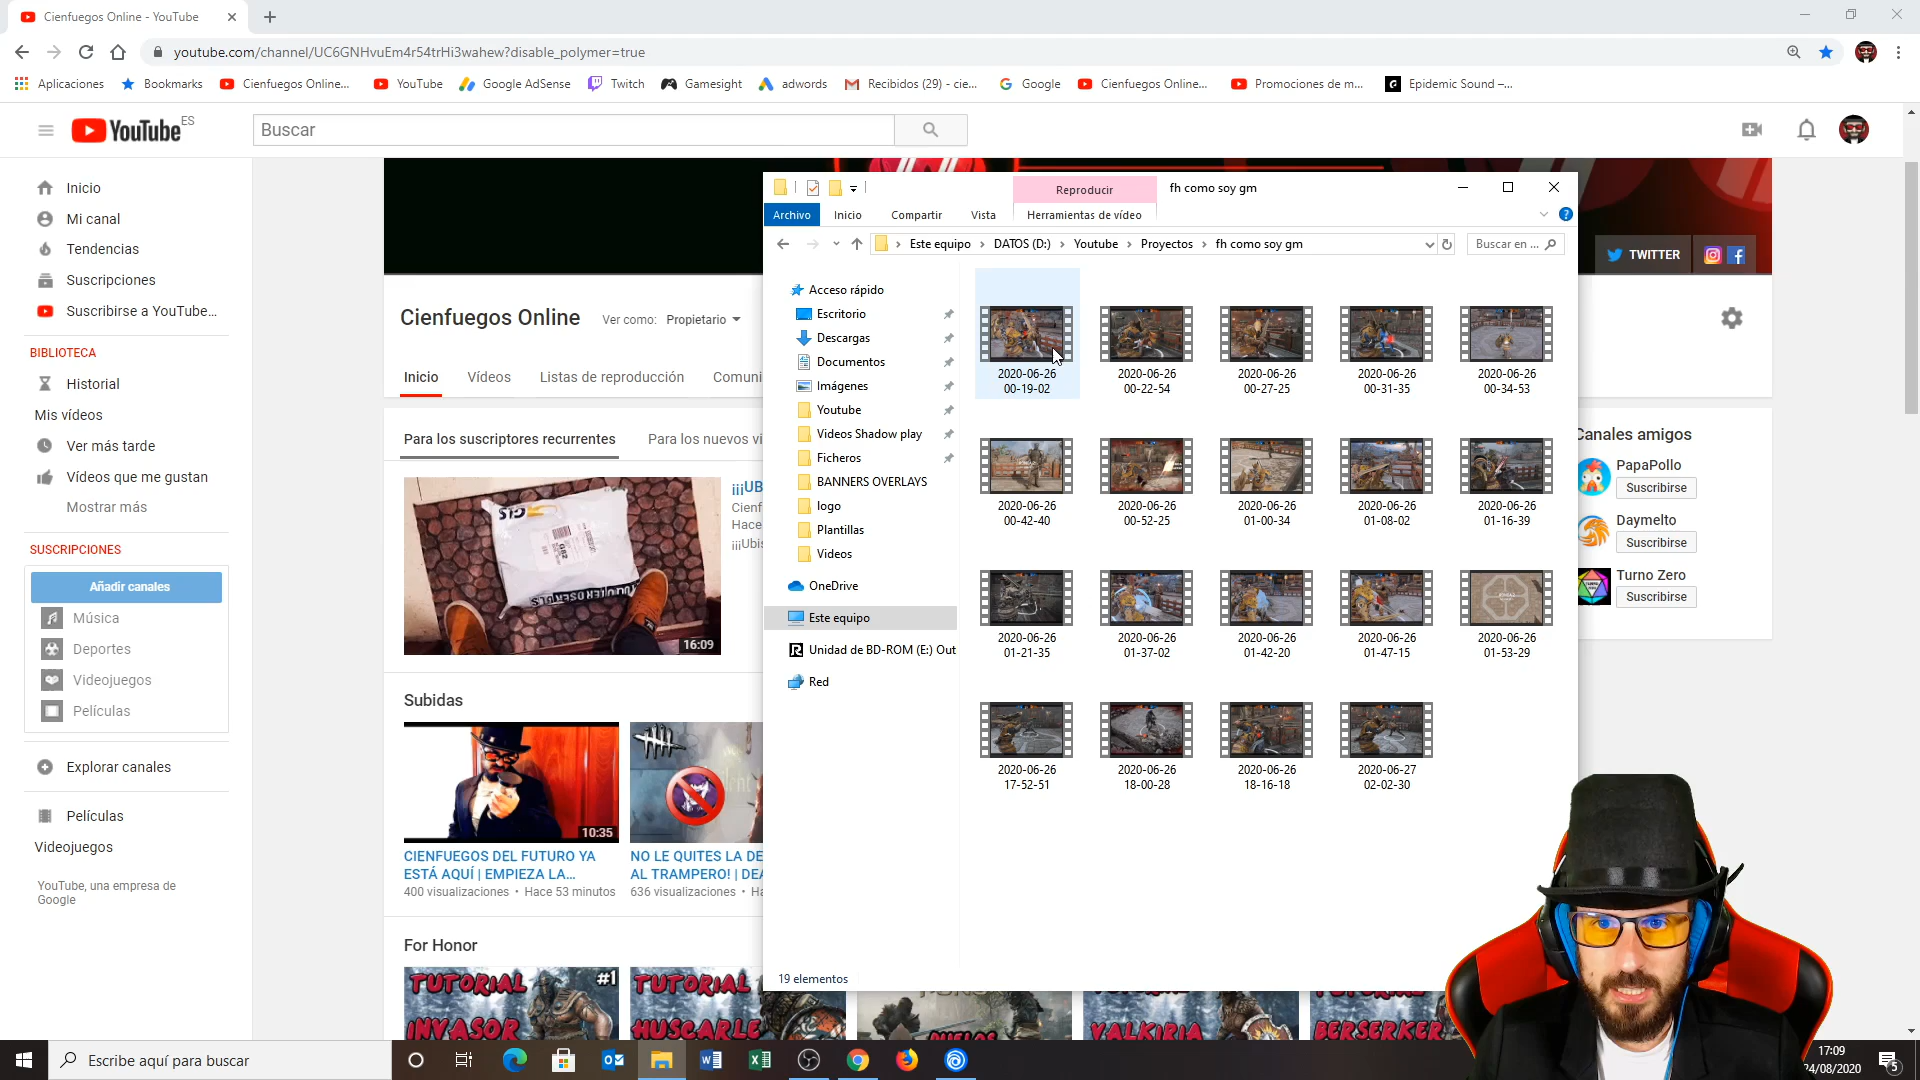 Cienfuegos Online - YouTube
youtube.com/channel/UC6GNHvuEm4r54trHi3wahew?disable_polymer=true
Aplicaciones
Bookmarks
Cienfuegos Online...
YouTube
Google AdSense
Twitch
Gamesight
adwords
Recibidos (29) - cie...
Google
Cienfuegos Online...
Promociones de m...
Epidemic Sound –...
YouTube ES
Buscar
Inicio
Mi canal
Tendencias
Suscripciones
Suscribirse a YouTube...
BIBLIOTECA
Historial
Mis vídeos
Ver más tarde
Vídeos que me gustan
Mostrar más
SUSCRIPCIONES
Añadir canales
Música
Deportes
Videojuegos
Películas
Explorar canales
Películas
Videojuegos
YouTube, una empresa de
Google
TWITTER
Cienfuegos Online
Ver como: Propietario
Inicio
Vídeos
Listas de reproducción
Comuni
Para los suscriptores recurrentes
Para los nuevos vi
16:09
¡¡¡UB
Cienf
Hace
¡¡¡Ubis
Subidas
10:35
CIENFUEGOS DEL FUTURO YA
ESTÁ AQUÍ | EMPIEZA LA...
400 visualizaciones • Hace 53 minutos
NO LE QUITES LA DE
AL TRAMPERO! | DEA
636 visualizaciones • Ha
For Honor
TUTORIAL #1
INVASOR
TUTORIAL
HUSCARLE
DUELOS
VALKIRIA
BERSERKER
Canales amigos
PapaPollo
Suscribirse
Daymelto
Suscribirse
Turno Zero
Suscribirse
Reproducir
fh como soy gm
Archivo
Inicio
Compartir
Vista
Herramientas de vídeo
Este equipo
DATOS (D:)
Youtube
Proyectos
fh como soy gm
Buscar en ...
Acceso rápido
Escritorio
Descargas
Documentos
Imágenes
Youtube
Videos Shadow play
Ficheros
BANNERS OVERLAYS
logo
Plantillas
Videos
OneDrive
Este equipo
Unidad de BD-ROM (E:) Out
Red
2020-06-26
00-19-02
2020-06-26
00-22-54
2020-06-26
00-27-25
2020-06-26
00-31-35
2020-06-26
00-34-53
2020-06-26
00-42-40
2020-06-26
00-52-25
2020-06-26
01-00-34
2020-06-26
01-08-02
2020-06-26
01-16-39
2020-06-26
01-21-35
2020-06-26
01-37-02
2020-06-26
01-42-20
2020-06-26
01-47-15
2020-06-26
01-53-29
2020-06-26
17-52-51
2020-06-26
18-00-28
2020-06-26
18-16-18
2020-06-27
02-02-30
19 elementos
Escribe aquí para buscar
17:09
24/08/2020
5